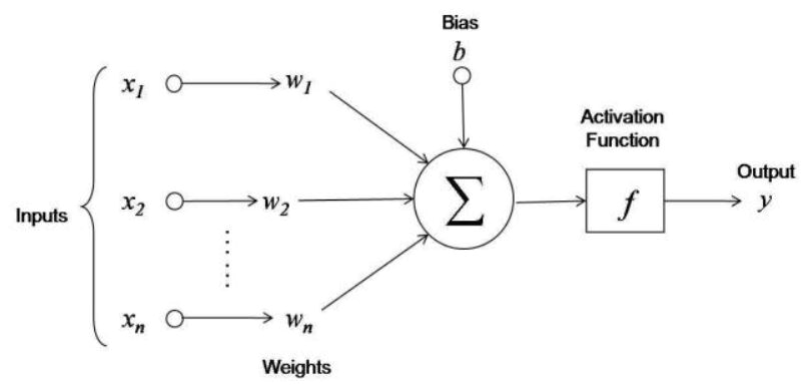 Bias
b
x₁ w₁
Activation
Function
Output
Inputs x₂ w₂ Σ f y
xₙ wₙ
Weights